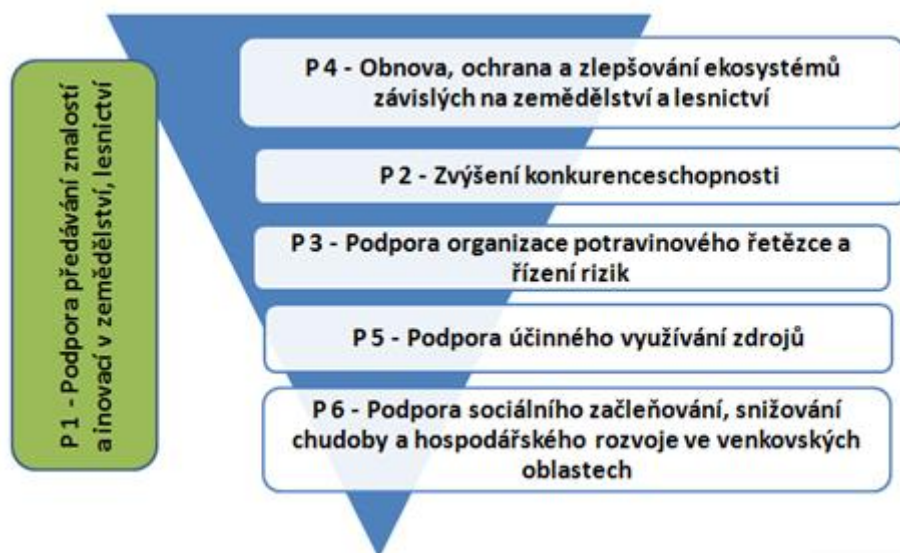 P 1 - Podpora předávání znalostí
a inovací v zemědělství, lesnictví
P 4 - Obnova, ochrana a zlepšování ekosystémů
závislých na zemědělství a lesnictví
P 2 - Zvýšení konkurenceschopnosti
P 3 - Podpora organizace potravinového řetězce a
řízení rizik
P 5 - Podpora účinného využívání zdrojů
P 6 - Podpora sociálního začleňování, snižování
chudoby a hospodářského rozvoje ve venkovských
oblastech